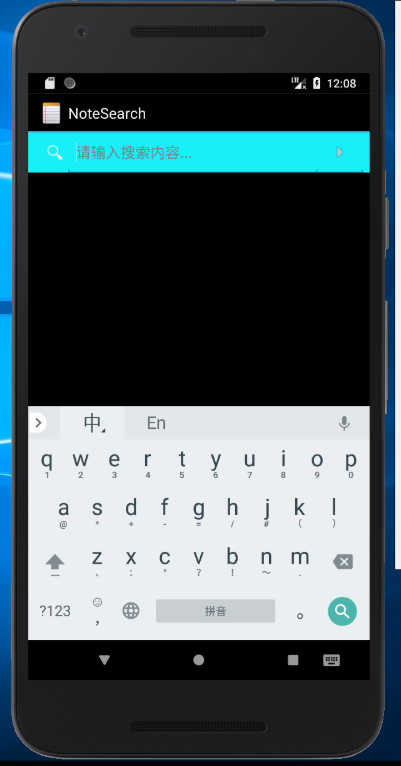 LTE 12:08
NoteSearch
请输入搜索内容...
中 En
q w e r t y u i o p
1 2 3 4 5 6 7 8 9 0
a s d f g h j k l
@ * + - = / # ( )
z x c v b n m
、 : " ? ! ～ .
?123 , 拼音 。